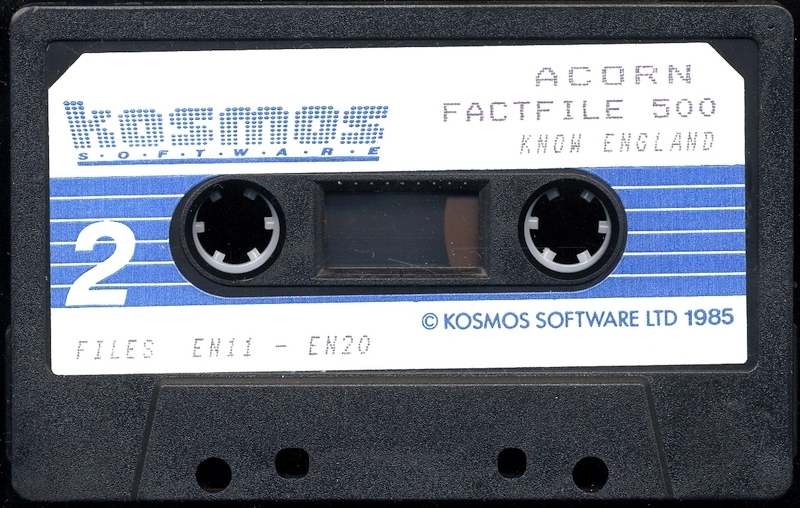 ACORN
FACTFILE 500
KNOW ENGLAND
kosmos
S·O·F·T·W·A·R·E
2
© KOSMOS SOFTWARE LTD 1985
FILES EN11 - EN20